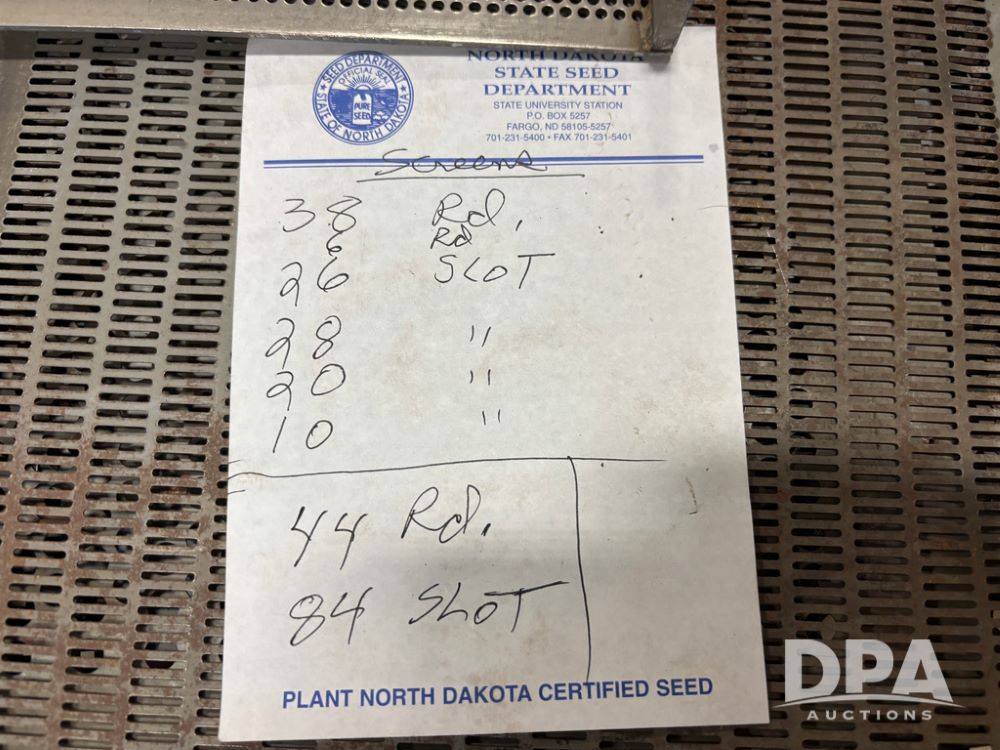 SEED DEPARTMENT
OFFICIAL SEAL
PURE
SEED
STATE OF NORTH DAKOTA
NORTH DAKOTA
STATE SEED
DEPARTMENT
STATE UNIVERSITY STATION
P.O. BOX 5257
FARGO, ND 58105-5257
701-231-5400 • FAX 701-231-5401
Screens
38 Rd.
6 Rd
26 SLOT
28 "
20 "
10 "
44 Rd.
84 SLOT
PLANT NORTH DAKOTA CERTIFIED SEED
DPA
AUCTIONS